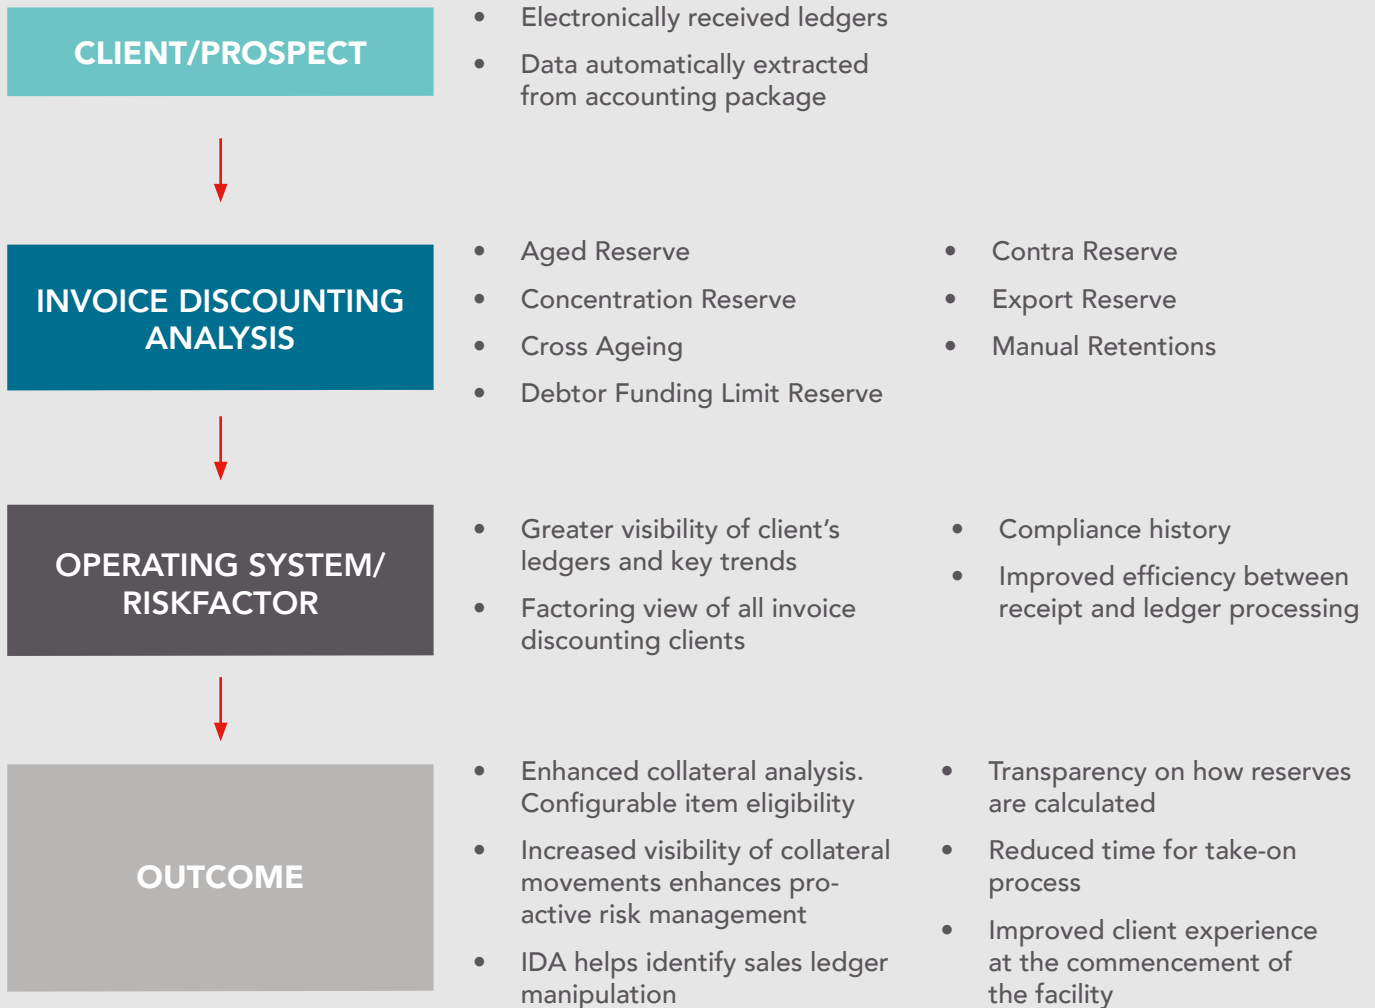 CLIENT/PROSPECT
• Electronically received ledgers
• Data automatically extracted
from accounting package
INVOICE DISCOUNTING
ANALYSIS
• Aged Reserve
• Concentration Reserve
• Cross Ageing
• Debtor Funding Limit Reserve
• Contra Reserve
• Export Reserve
• Manual Retentions
OPERATING SYSTEM/
RISKFACTOR
• Greater visibility of client’s
ledgers and key trends
• Factoring view of all invoice
discounting clients
• Compliance history
• Improved efficiency between
receipt and ledger processing
OUTCOME
• Enhanced collateral analysis.
Configurable item eligibility
• Increased visibility of collateral
movements enhances pro-
active risk management
• IDA helps identify sales ledger
manipulation
• Transparency on how reserves
are calculated
• Reduced time for take-on
process
• Improved client experience
at the commencement of
the facility